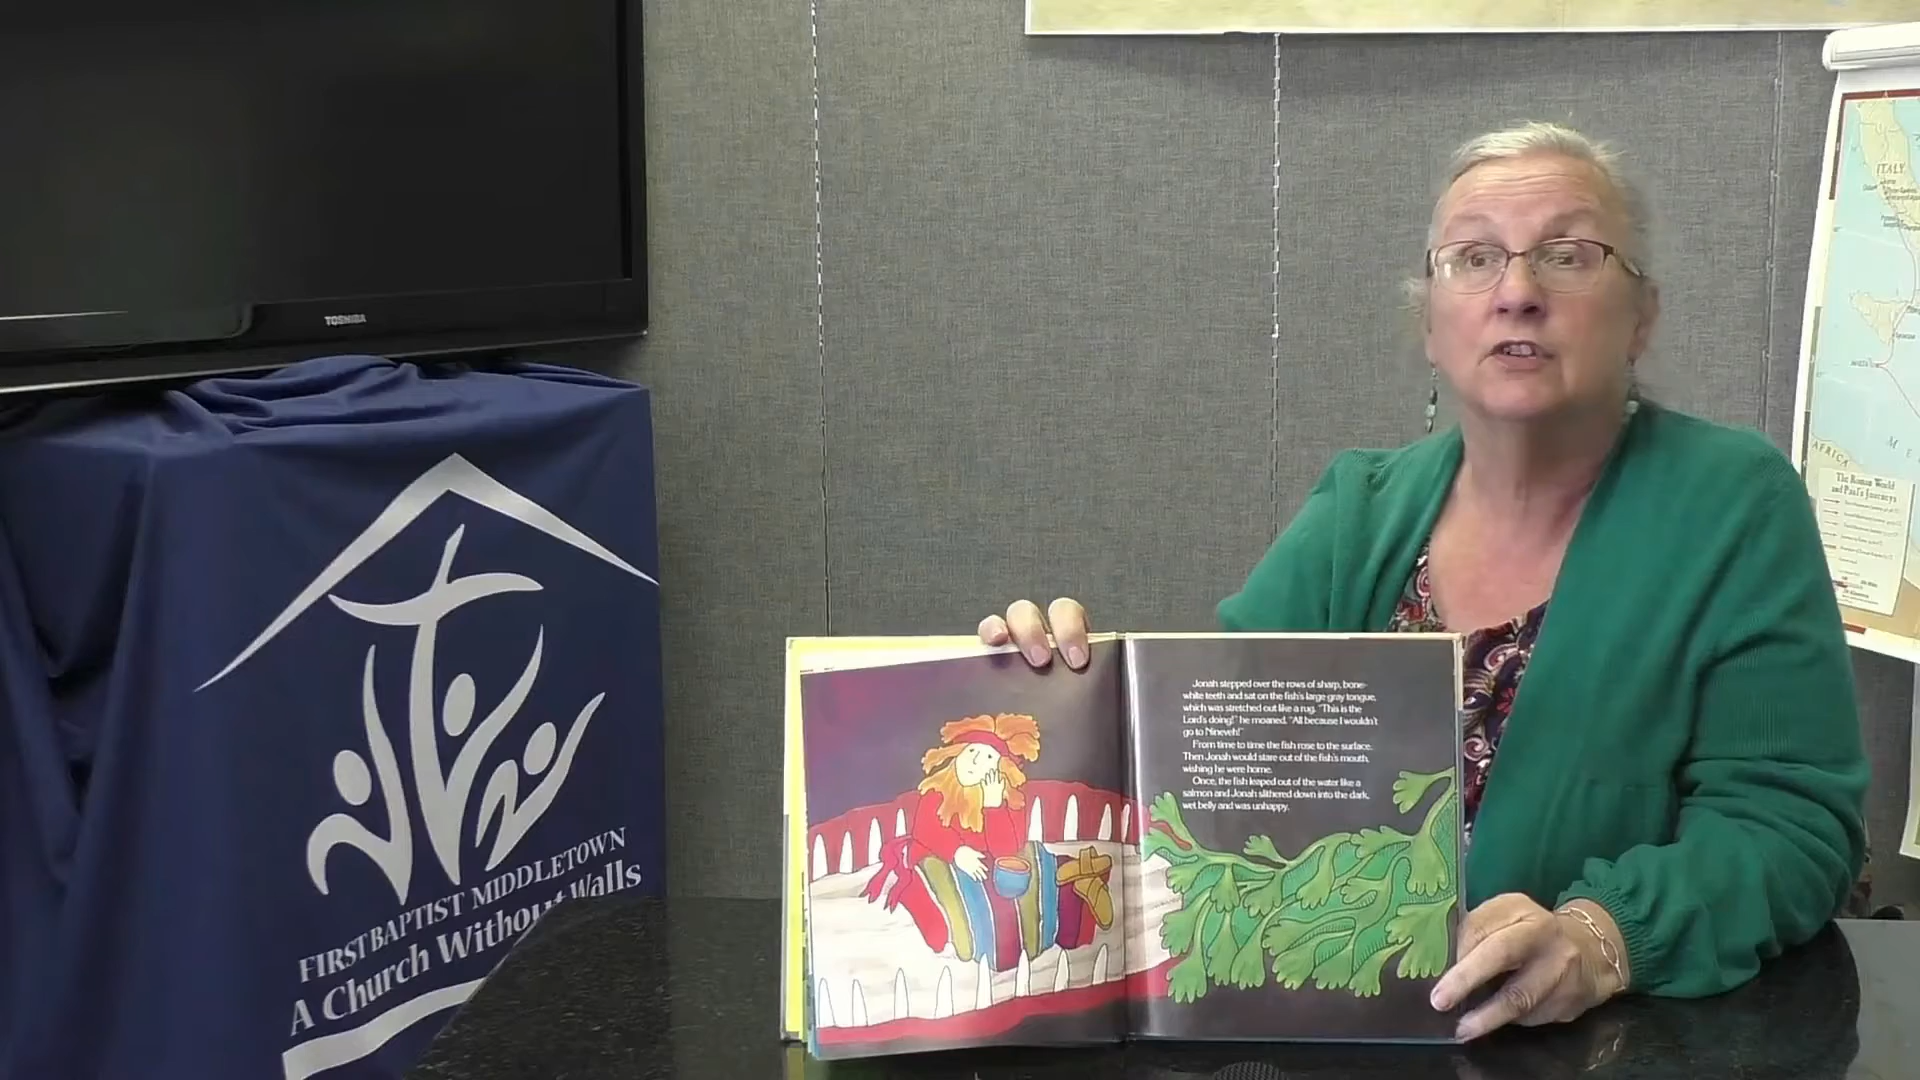 TOSHIBA
FIRST BAPTIST MIDDLETOWN
A Church Without Walls
Jonah stepped over the rows of sharp, bone-
white teeth and sat on the fish's large gray tongue,
which was stretched out like a rug. "This is the
Lord's doing!" he moaned. "All because I wouldn't
go to Nineveh!"
From time to time the fish rose to the surface.
Then Jonah would stare out of the fish's mouth,
wishing he were home.
Once, the fish leaped out of the water like a
salmon and Jonah slithered down into the dark,
wet belly and was unhappy.
ITALY
AFRICA
The Roman World
and Paul's Journeys